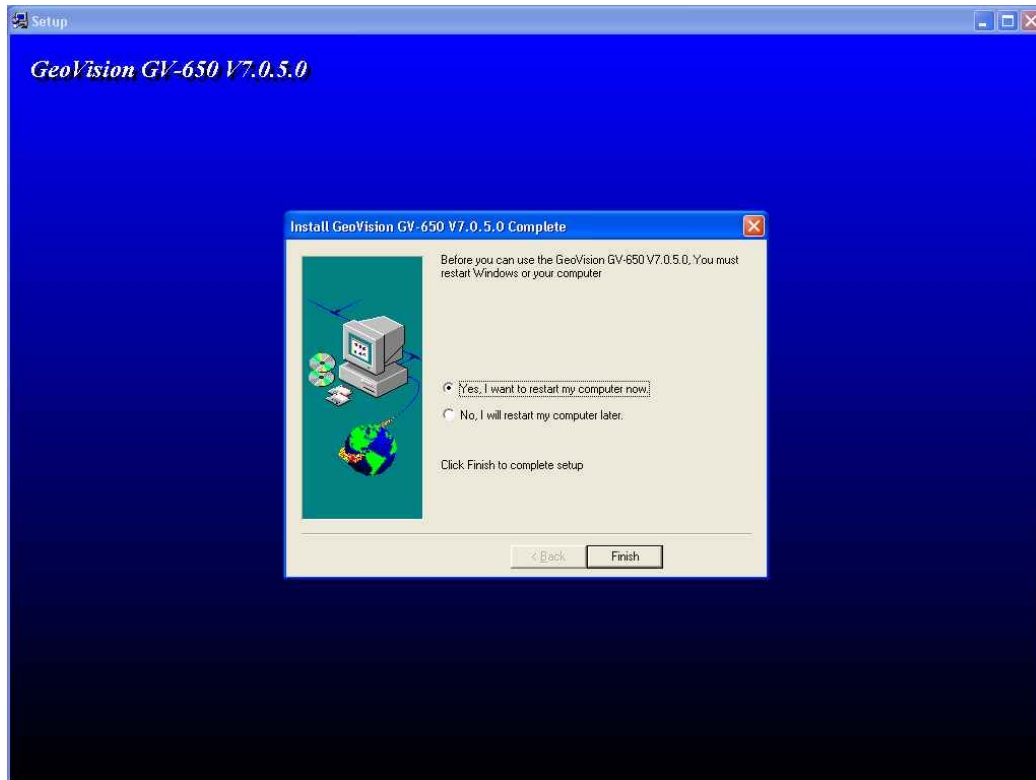 Setup
GeoVision GV-650 V7.0.5.0
Install GeoVision GV-650 V7.0.5.0 Complete
Before you can use the GeoVision GV-650 V7.0.5.0, You must
restart Windows or your computer
Yes, I want to restart my computer now.
No, I will restart my computer later.
Click Finish to complete setup
< Back
Finish